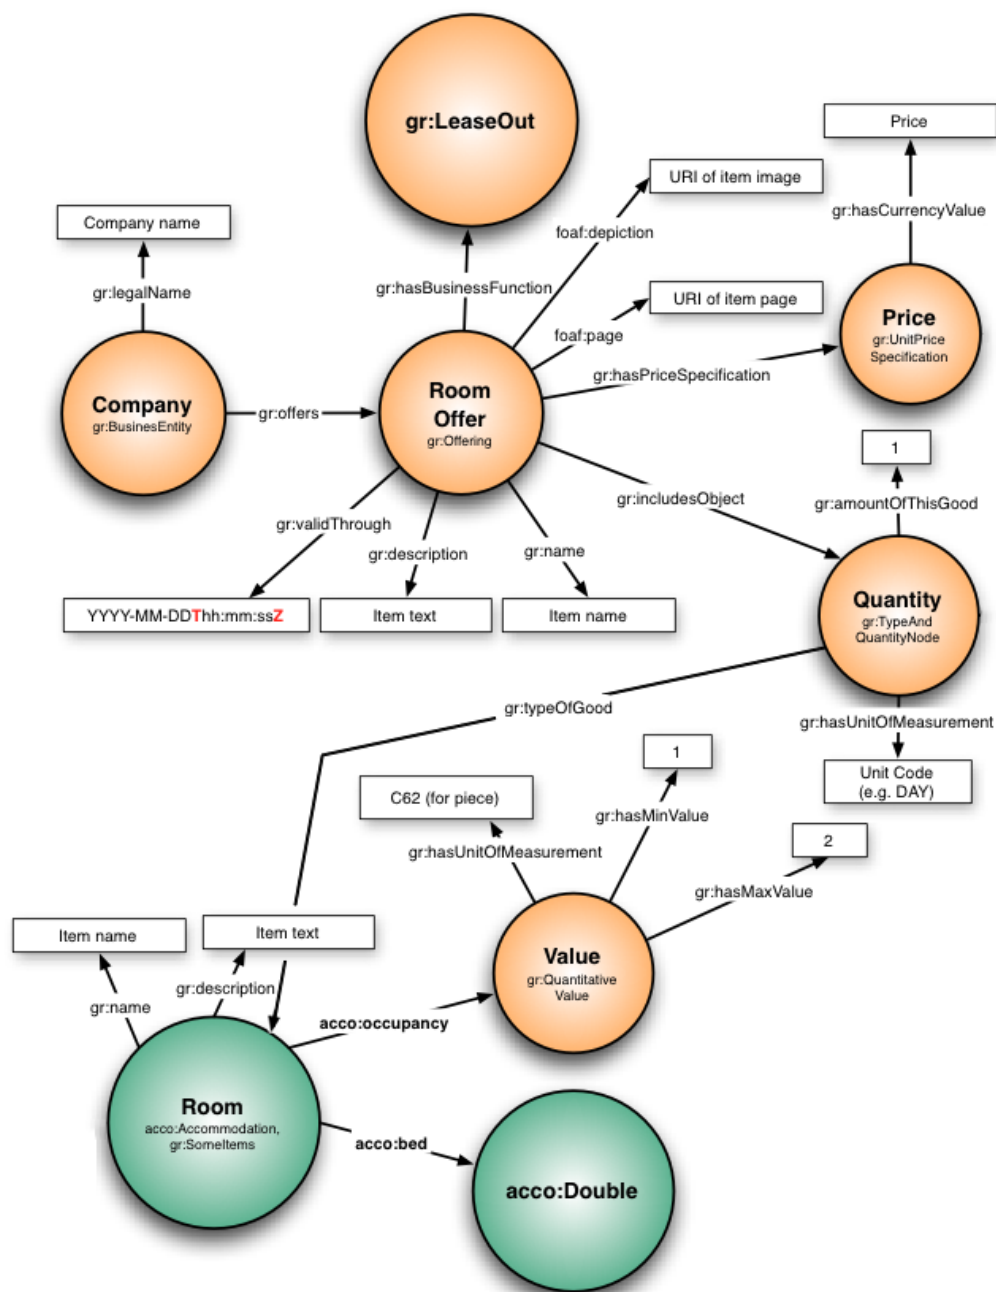 gr:LeaseOut
Price
URI of item image
gr:hasCurrencyValue
Company name
foaf:depiction
gr:legalName
gr:hasBusinessFunction
URI of item page
Price
gr:UnitPrice
Specification
foaf:page
gr:hasPriceSpecification
Company
gr:BusinesEntity
gr:offers
Room
Offer
gr:Offering
1
gr:includesObject
gr:amountOfThisGood
gr:validThrough
gr:description
gr:name
YYYY-MM-DDThh:mm:ssZ
Item text
Item name
Quantity
gr:TypeAnd
QuantityNode
gr:typeOfGood
gr:hasUnitOfMeasurement
1
Unit Code
(e.g. DAY)
C62 (for piece)
gr:hasMinValue
2
gr:hasUnitOfMeasurement
gr:hasMaxValue
Item name
Item text
Value
gr:Quantitative
Value
gr:description
gr:name
acco:occupancy
Room
acco:Accommodation,
gr:SomeItems
acco:bed
acco:Double